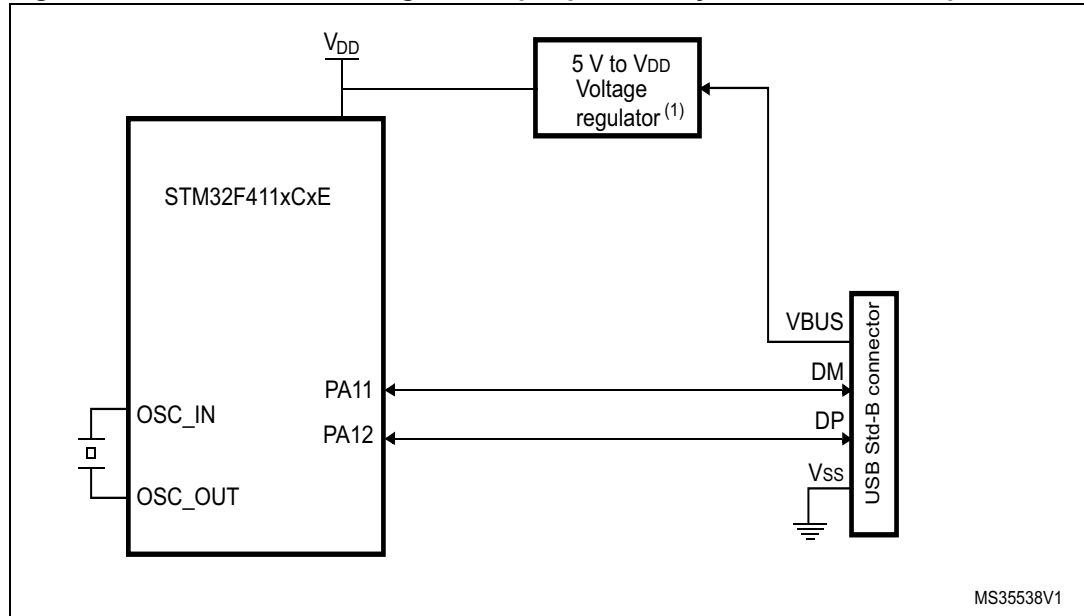 VDD
5 V to VDD
Voltage
regulator (1)
STM32F411xCxE
VBUS
DM
PA11
DP
PA12
OSC_IN
VSS
OSC_OUT
USB Std-B connector
MS35538V1